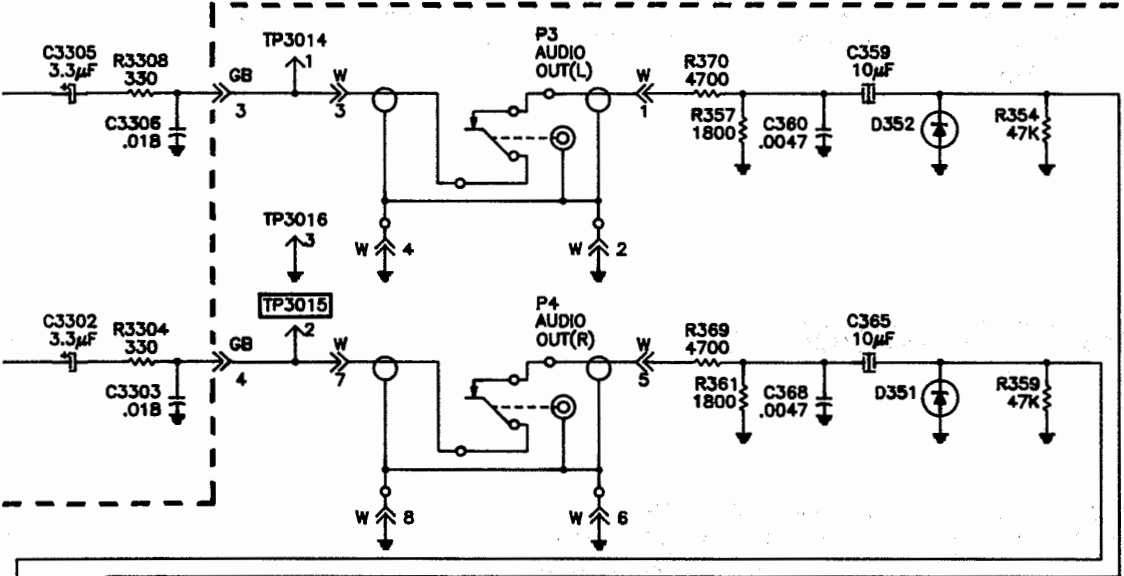 C3305
3.3μF
R3308
330
C3306
.018
GB
3
TP3014
1
W
3
P3
AUDIO
OUT(L)
W
1
R370
4700
R357
1800
C360
.0047
C359
10μF
D352
R354
47K
TP3016
3
W 4
W 2
TP3015
2
C3302
3.3μF
R3304
330
C3303
.018
GB
4
W
7
P4
AUDIO
OUT(R)
W
5
R369
4700
R361
1800
C368
.0047
C365
10μF
D351
R359
47K
W 8
W 6